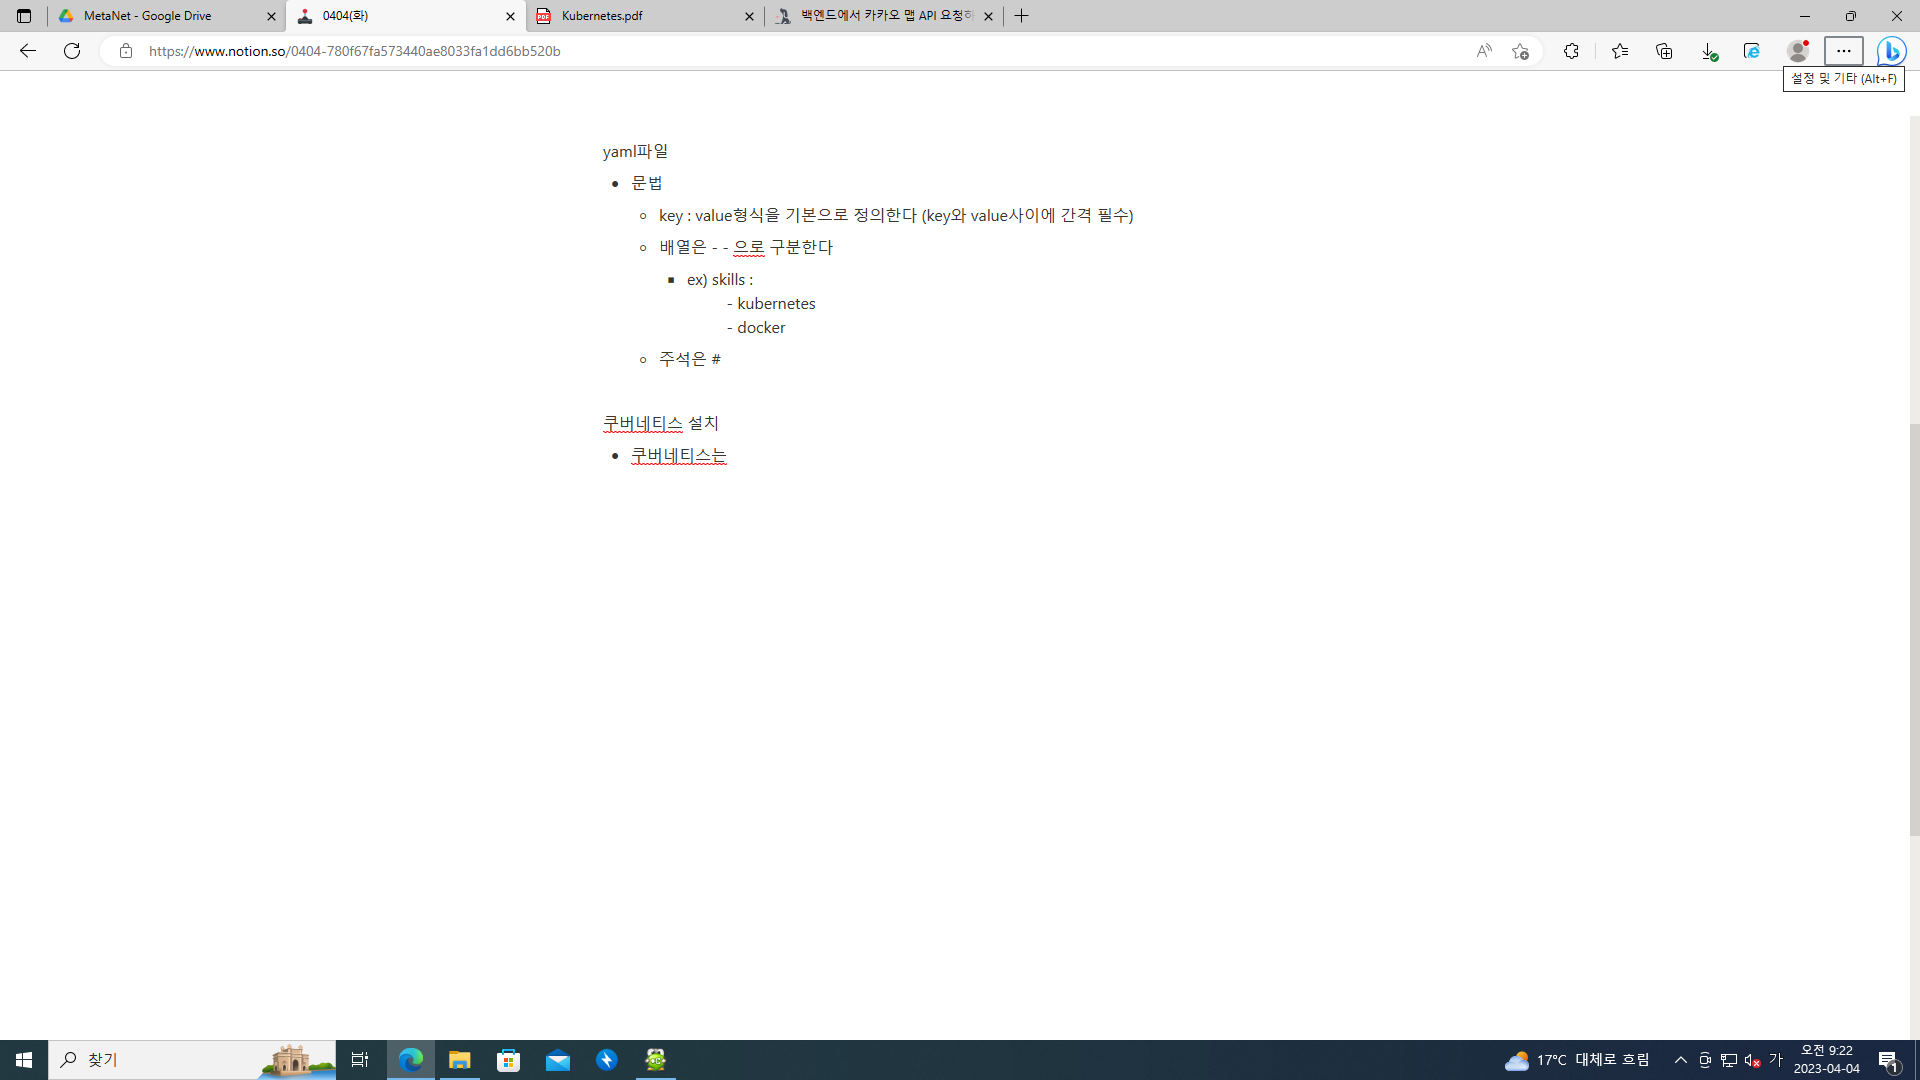 MetaNet - Google Drive
0404(화)
Kubernetes.pdf
백엔드에서 카카오 맵 API 요청하
https://www.notion.so/0404-780f67fa573440ae8033fa1dd6bb520b
설정 및 기타 (Alt+F)
yaml파일
• 문법
◦ key : value형식을 기본으로 정의한다 (key와 value사이에 간격 필수)
◦ 배열은 - - 으로 구분한다
▪ ex) skills :
- kubernetes
- docker
◦ 주석은 #
쿠버네티스 설치
• 쿠버네티스는
찾기
17°C 대체로 흐림
가
오전 9:22
2023-04-04
1